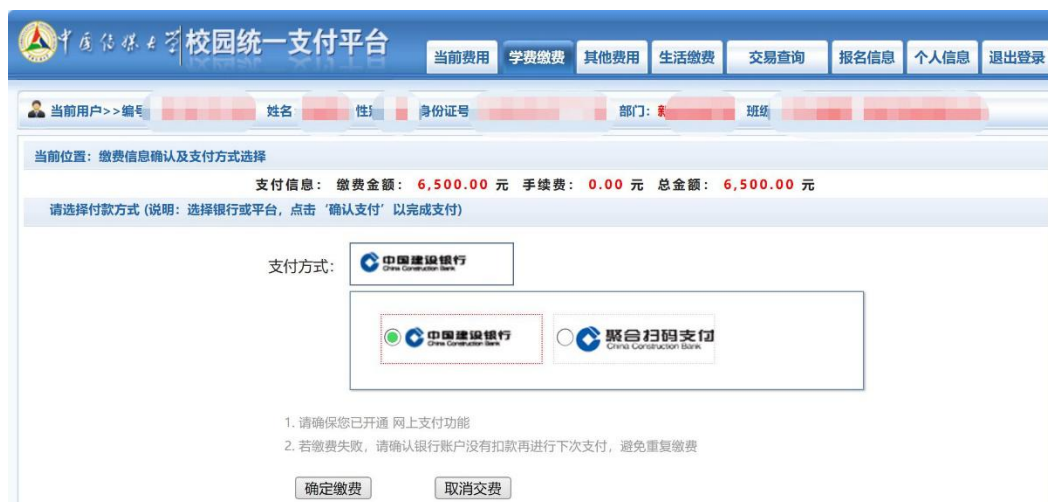 中国传媒大学 校园统一支付平台
当前费用 学费缴费 其他费用 生活缴费 交易查询 报名信息 个人信息 退出登录
当前用户>>编号 姓名 性别 身份证号 部门：新 班级
当前位置：缴费信息确认及支付方式选择
支付信息： 缴费金额： 6,500.00 元 手续费： 0.00 元 总金额： 6,500.00 元
请选择付款方式 (说明：选择银行或平台，点击‘确认支付’以完成支付)
支付方式：
中国建设银行
China Construction Bank
中国建设银行
China Construction Bank
聚合扫码支付
China Construction Bank
1. 请确保您已开通 网上支付功能
2. 若缴费失败，请确认银行账户没有扣款再进行下次支付，避免重复缴费
确定缴费 取消交费